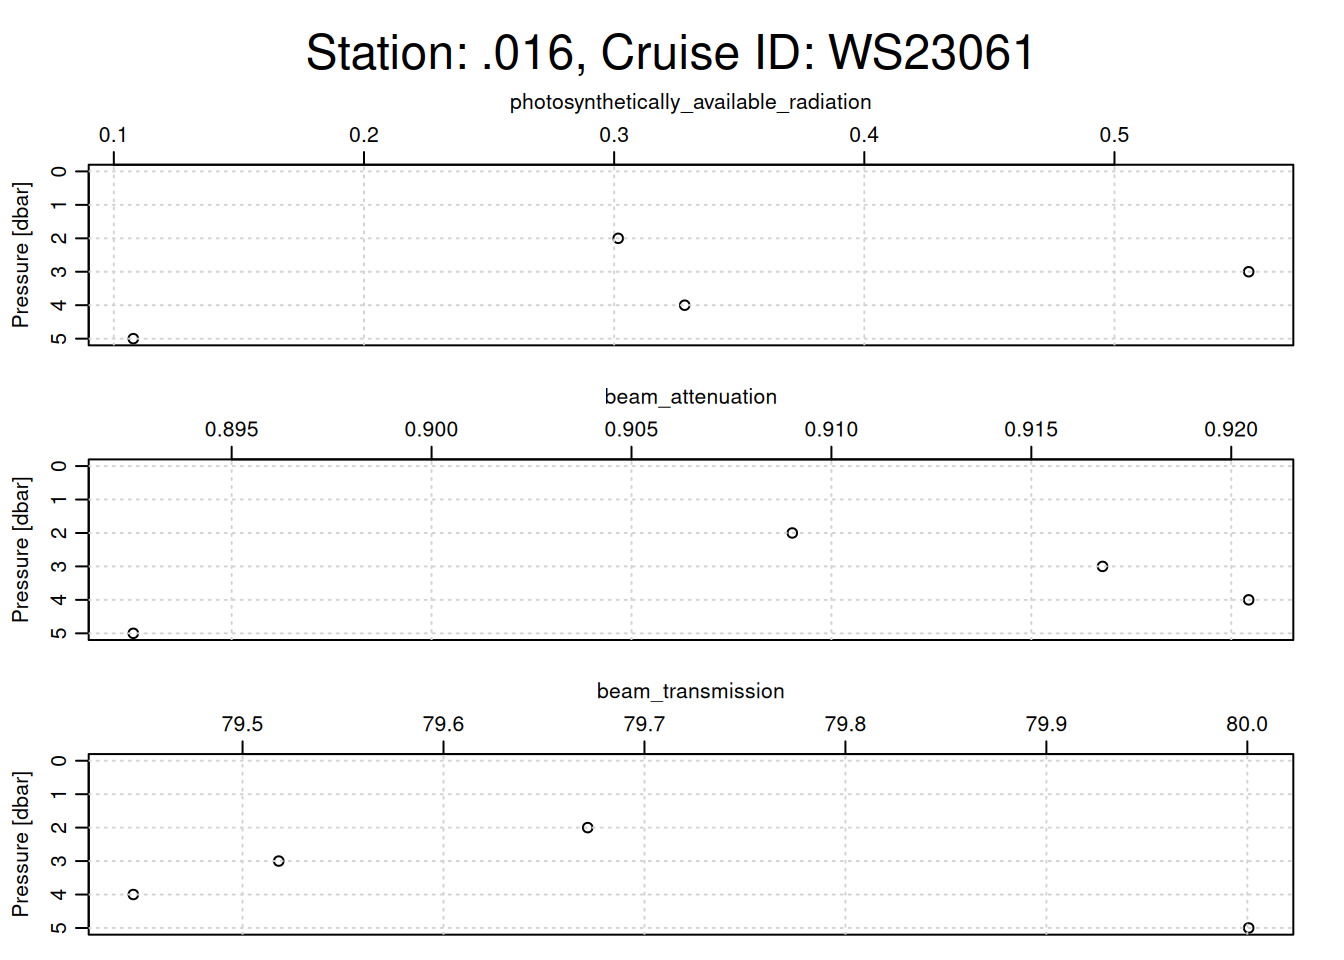 Station: .016, Cruise ID: WS23061
photosynthetically_available_radiation
0.1 0.2 0.3 0.4 0.5
Pressure [dbar]
0
1
2
3
4
5
beam_attenuation
0.895 0.900 0.905 0.910 0.915 0.920
Pressure [dbar]
0
1
2
3
4
5
beam_transmission
79.5 79.6 79.7 79.8 79.9 80.0
Pressure [dbar]
0
1
2
3
4
5